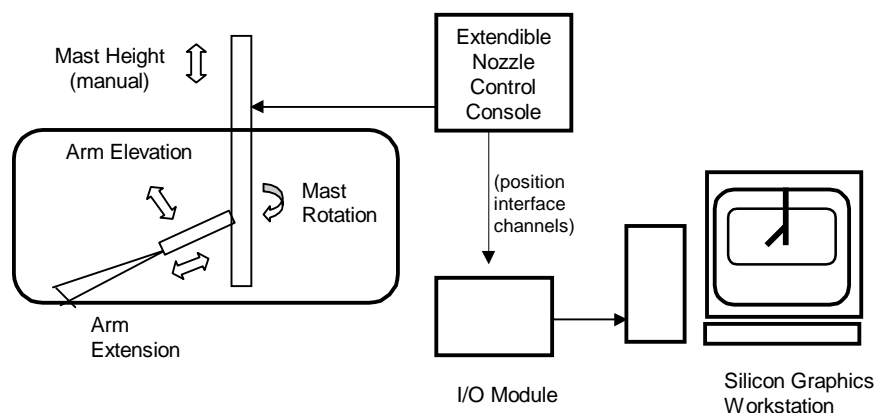 Mast Height
(manual)
Extendible
Nozzle
Control
Console
Arm Elevation
Mast
Rotation
(position
interface
channels)
Arm
Extension
I/O Module
Silicon Graphics
Workstation